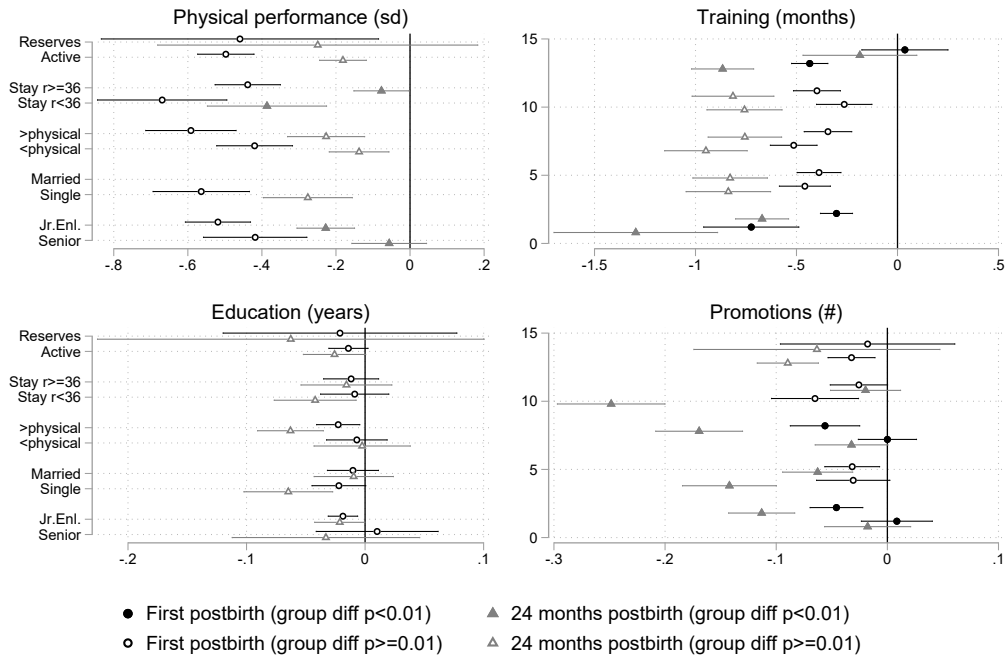 Physical performance (sd)
Reserves
Active
Stay r>=36
Stay r<36
>physical
<physical
Married
Single
Jr.Enl.
Senior
-.8 -.6 -.4 -.2 0 .2
Training (months)
15
10
5
0
-1.5 -1 -.5 0 .5
Education (years)
Reserves
Active
Stay r>=36
Stay r<36
>physical
<physical
Married
Single
Jr.Enl.
Senior
-.2 -.1 0 .1
Promotions (#)
15
10
5
0
-.3 -.2 -.1 0 .1
First postbirth (group diff p<0.01)
24 months postbirth (group diff p<0.01)
First postbirth (group diff p>=0.01)
24 months postbirth (group diff p>=0.01)